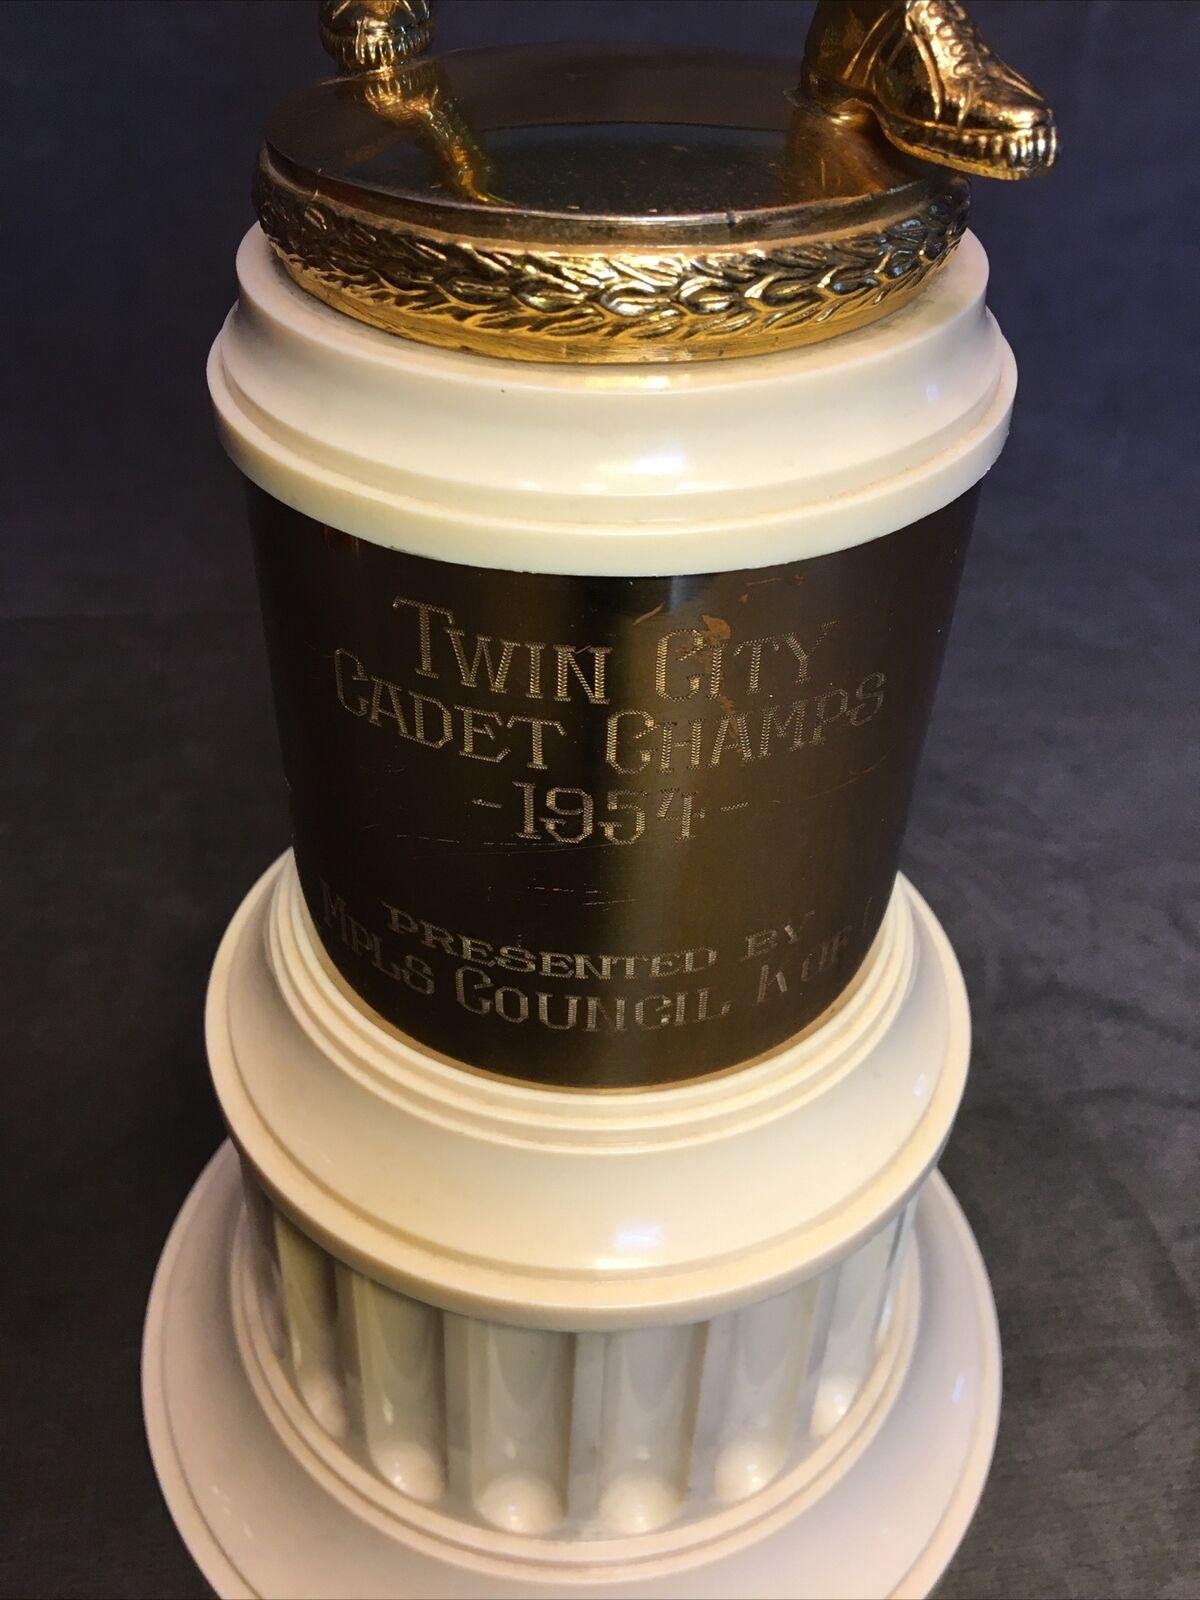 TWIN CITY
CADET CHAMPS
-1954-
PRESENTED BY
MPLS COUNCIL K OF